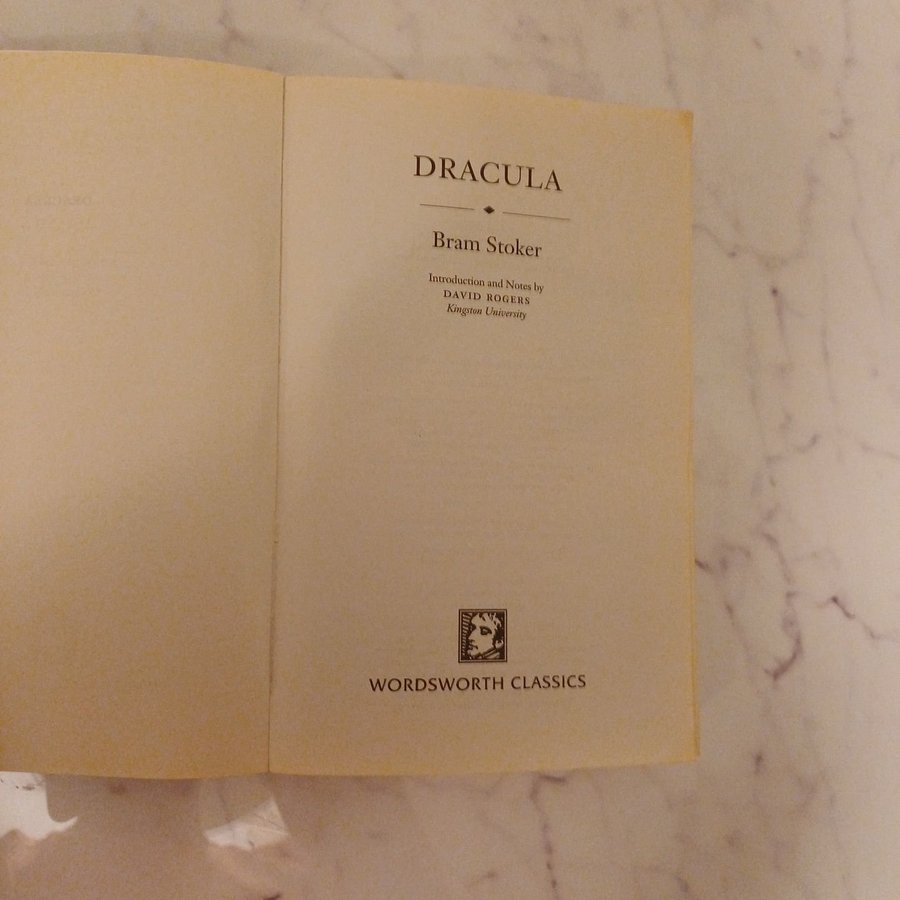 DRACULA
Bram Stoker
Introduction and Notes by
DAVID ROGERS
Kingston University
WORDSWORTH CLASSICS